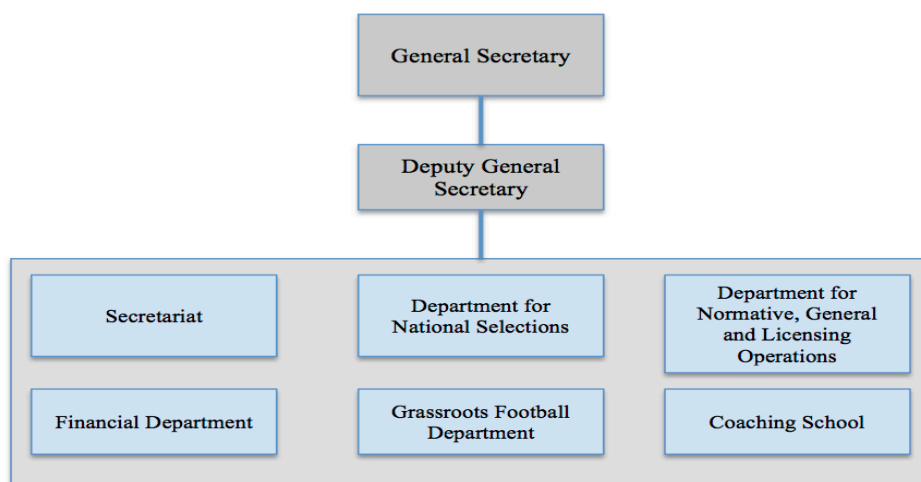 General Secretary
Deputy General
Secretary
Secretariat
Department for
National Selections
Department for
Normative, General
and Licensing
Operations
Financial Department
Grassroots Football
Department
Coaching School